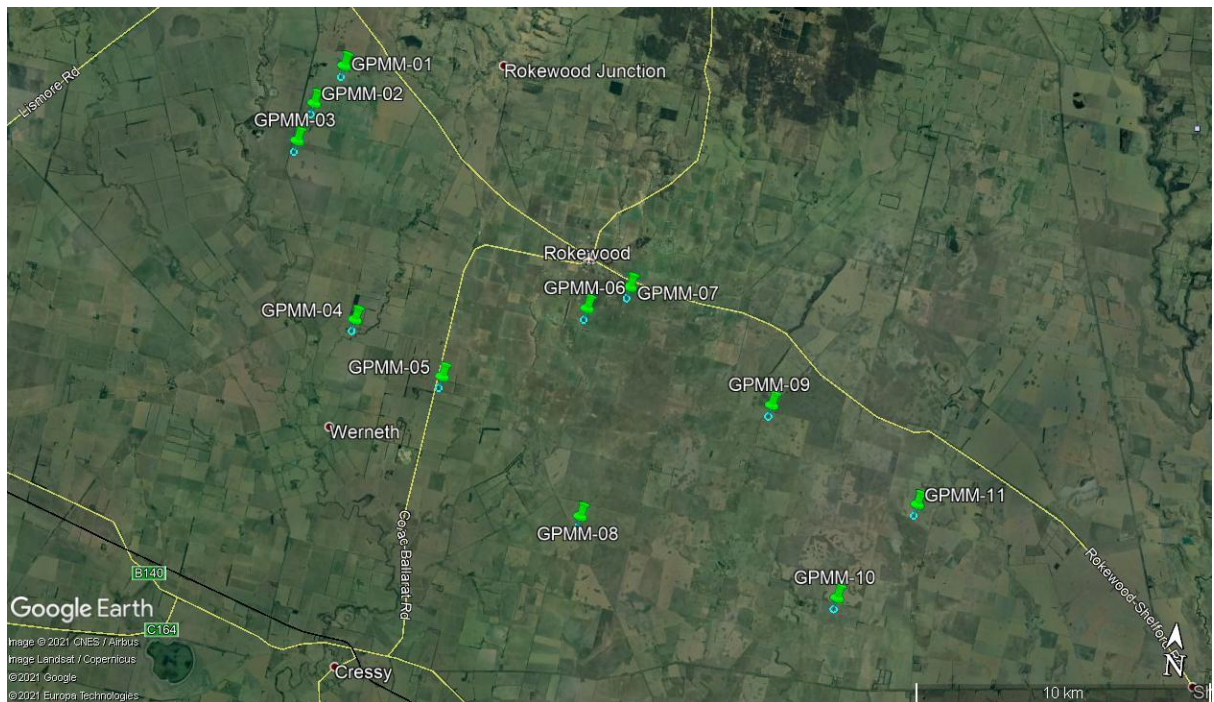 GPMM-01
Rokewood Junction
Lismore-Rd
GPMM-02
GPMM-03
Rokewood
GPMM-06
GPMM-07
GPMM-04
GPMM-05
GPMM-09
Werneth
GPMM-11
GPMM-08
Colac-Ballarat-Rd
B140
GPMM-10
Rokewood-Shelford
Google Earth
C164
Image © 2021 CNES / Airbus
Image Landsat / Copernicus
© 2021 Google
© 2021 Europa Technologies
Cressy
N
10 km
Sh